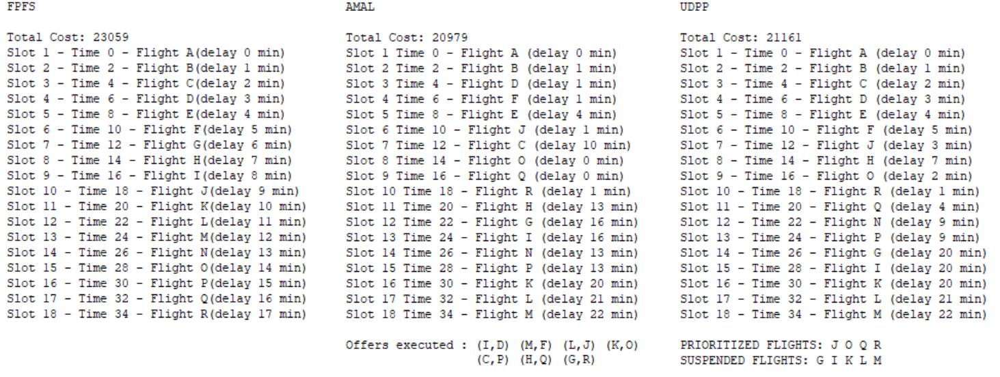 FPFS
Total Cost: 23059
Slot 1 - Time 0 - Flight A(delay 0 min)
Slot 2 - Time 2 - Flight B(delay 1 min)
Slot 3 - Time 4 - Flight C(delay 2 min)
Slot 4 - Time 6 - Flight D(delay 3 min)
Slot 5 - Time 8 - Flight E(delay 4 min)
Slot 6 - Time 10 - Flight F(delay 5 min)
Slot 7 - Time 12 - Flight G(delay 6 min)
Slot 8 - Time 14 - Flight H(delay 7 min)
Slot 9 - Time 16 - Flight I(delay 8 min)
Slot 10 - Time 18 - Flight J(delay 9 min)
Slot 11 - Time 20 - Flight K(delay 10 min)
Slot 12 - Time 22 - Flight L(delay 11 min)
Slot 13 - Time 24 - Flight M(delay 12 min)
Slot 14 - Time 26 - Flight N(delay 13 min)
Slot 15 - Time 28 - Flight O(delay 14 min)
Slot 16 - Time 30 - Flight P(delay 15 min)
Slot 17 - Time 32 - Flight Q(delay 16 min)
Slot 18 - Time 34 - Flight R(delay 17 min)
AMAL
Total Cost: 20979
Slot 1 Time 0 - Flight A (delay 0 min)
Slot 2 Time 2 - Flight B (delay 1 min)
Slot 3 Time 4 - Flight D (delay 1 min)
Slot 4 Time 6 - Flight F (delay 1 min)
Slot 5 Time 8 - Flight E (delay 4 min)
Slot 6 Time 10 - Flight J (delay 1 min)
Slot 7 Time 12 - Flight C (delay 10 min)
Slot 8 Time 14 - Flight O (delay 0 min)
Slot 9 Time 16 - Flight Q (delay 0 min)
Slot 10 Time 18 - Flight R (delay 1 min)
Slot 11 Time 20 - Flight H (delay 13 min)
Slot 12 Time 22 - Flight G (delay 16 min)
Slot 13 Time 24 - Flight I (delay 16 min)
Slot 14 Time 26 - Flight N (delay 13 min)
Slot 15 Time 28 - Flight P (delay 13 min)
Slot 16 Time 30 - Flight K (delay 20 min)
Slot 17 Time 32 - Flight L (delay 21 min)
Slot 18 Time 34 - Flight M (delay 22 min)
Offers executed : (I,D) (M,F) (L,J) (K,O)
(C,P) (H,Q) (G,R)
UDPP
Total Cost: 21161
Slot 1 - Time 0 - Flight A (delay 0 min)
Slot 2 - Time 2 - Flight B (delay 1 min)
Slot 3 - Time 4 - Flight C (delay 2 min)
Slot 4 - Time 6 - Flight D (delay 3 min)
Slot 5 - Time 8 - Flight E (delay 4 min)
Slot 6 - Time 10 - Flight F (delay 5 min)
Slot 7 - Time 12 - Flight J (delay 3 min)
Slot 8 - Time 14 - Flight H (delay 7 min)
Slot 9 - Time 16 - Flight O (delay 2 min)
Slot 10 - Time 18 - Flight R (delay 1 min)
Slot 11 - Time 20 - Flight Q (delay 4 min)
Slot 12 - Time 22 - Flight N (delay 9 min)
Slot 13 - Time 24 - Flight P (delay 9 min)
Slot 14 - Time 26 - Flight G (delay 20 min)
Slot 15 - Time 28 - Flight I (delay 20 min)
Slot 16 - Time 30 - Flight K (delay 20 min)
Slot 17 - Time 32 - Flight L (delay 21 min)
Slot 18 - Time 34 - Flight M (delay 22 min)
PRIORITIZED FLIGHTS: J O Q R
SUSPENDED FLIGHTS: G I K L M